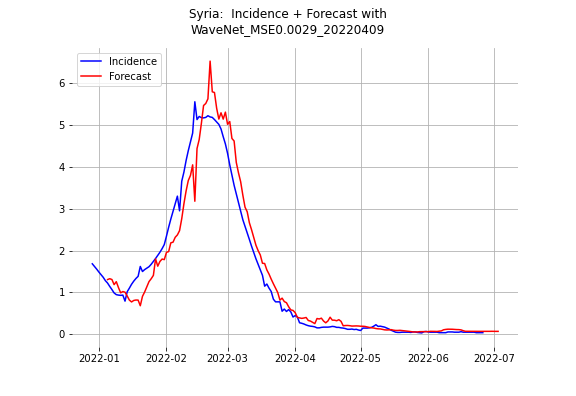 Syria:  Incidence + Forecast with
WaveNet_MSE0.0029_20220409
Incidence
Forecast
6
5
4
3
2
1
0
2022-01 2022-02 2022-03 2022-04 2022-05 2022-06 2022-07